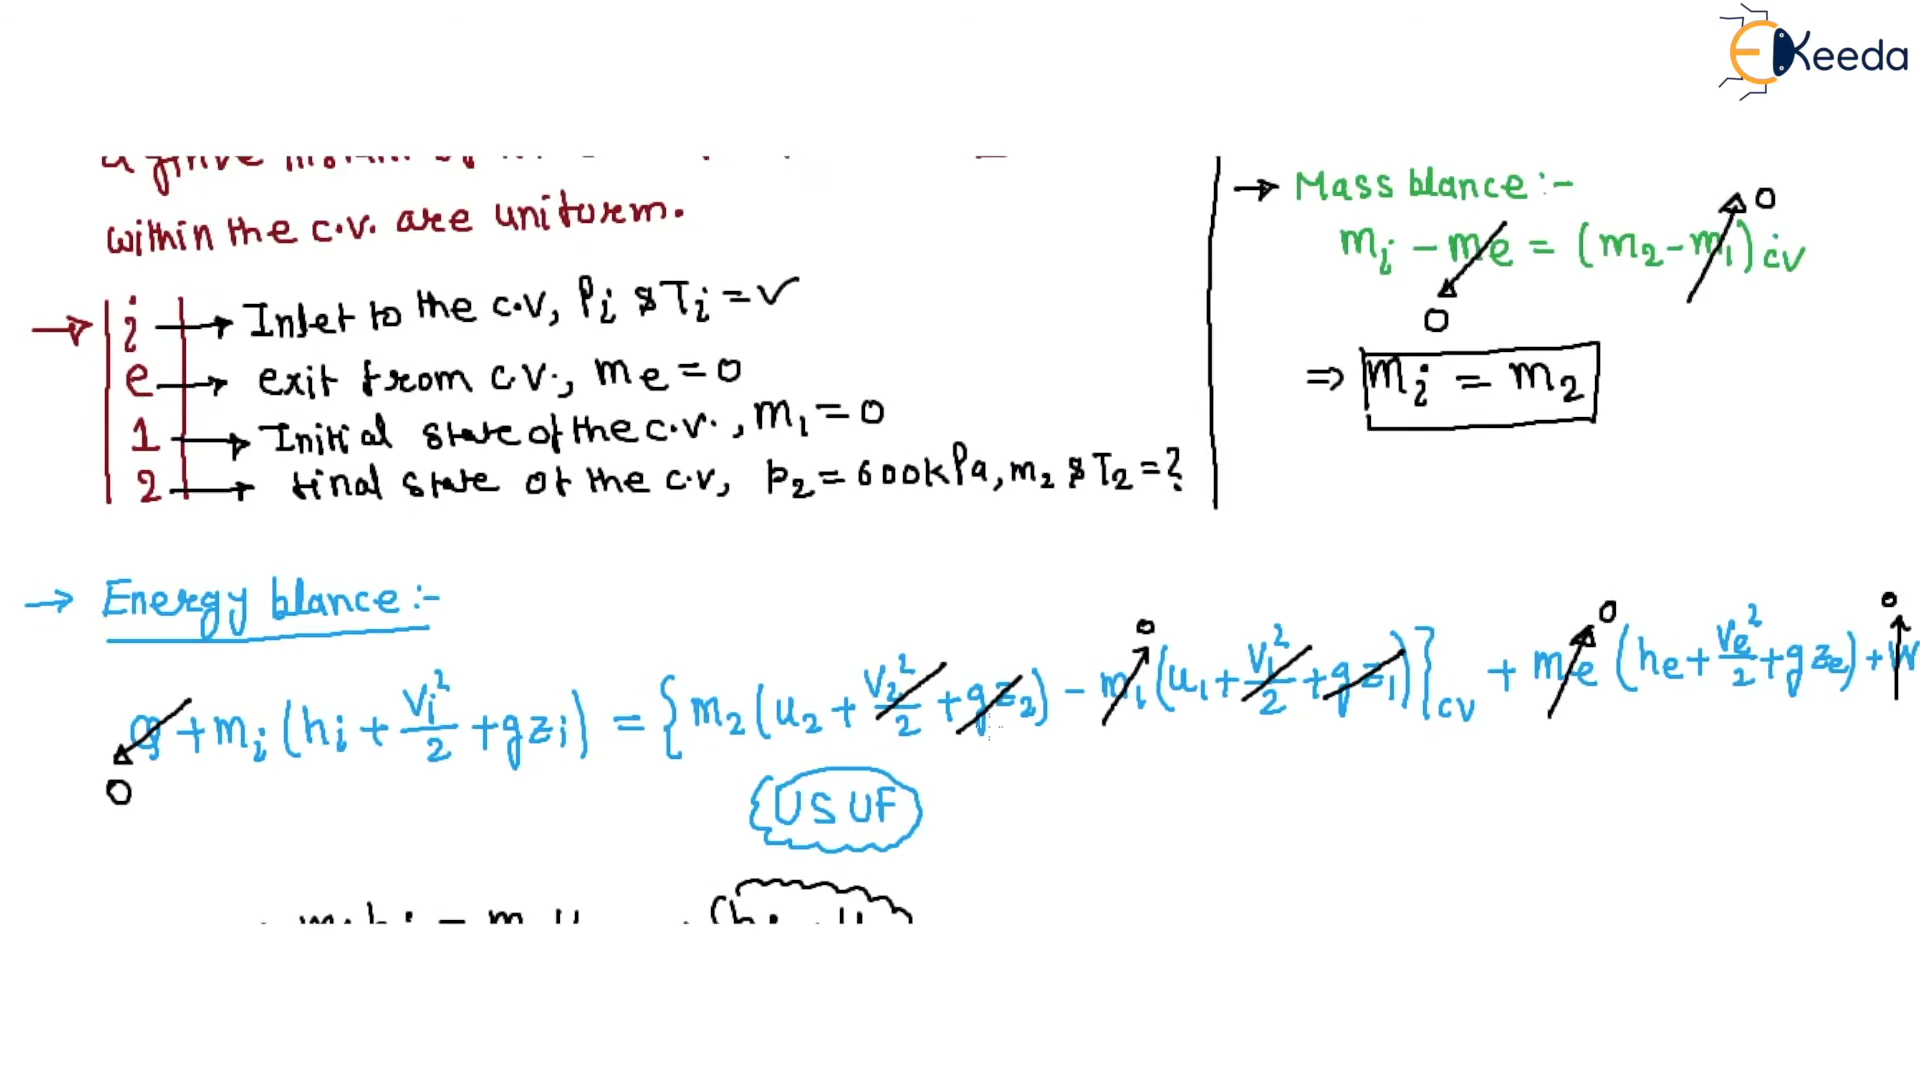 EKeeda
within the c.v. are uniform.
i → Inlet to the c.v, Pi & Ti = ✓
e → exit from c.v., me = 0
1 → Initial state of the c.v., m₁ = 0
2 → final state of the c.v, p₂ = 600kPa, m₂ & T₂ = ?
→ Mass blance :-
mi - me = (m₂ - m₁)cv
0
0
⇒ mi = m₂
→ Energy blance :-
Q + mi (hi + Vi²/2 + gzi) = {m₂ (u₂ + V₂²/2 + gz₂) - m₁ (u₁ + V₁²/2 + gz₁)}cv + me (he + Ve²/2 + gze) + W
0
0
0
0
USUF